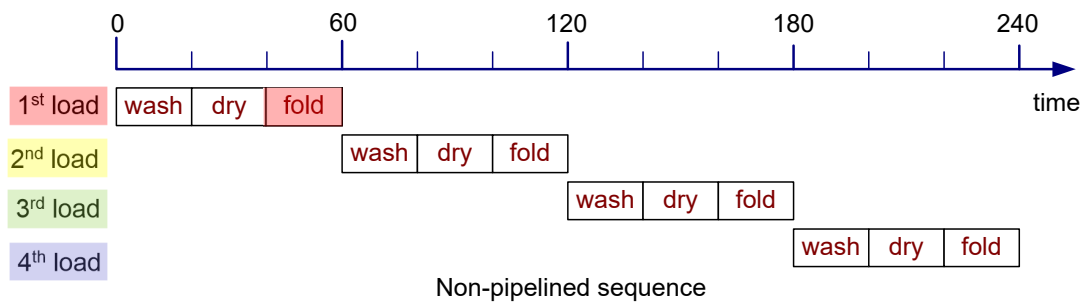 0 60 120 180 240
time
1st load wash dry fold
2nd load wash dry fold
3rd load wash dry fold
4th load wash dry fold
Non-pipelined sequence